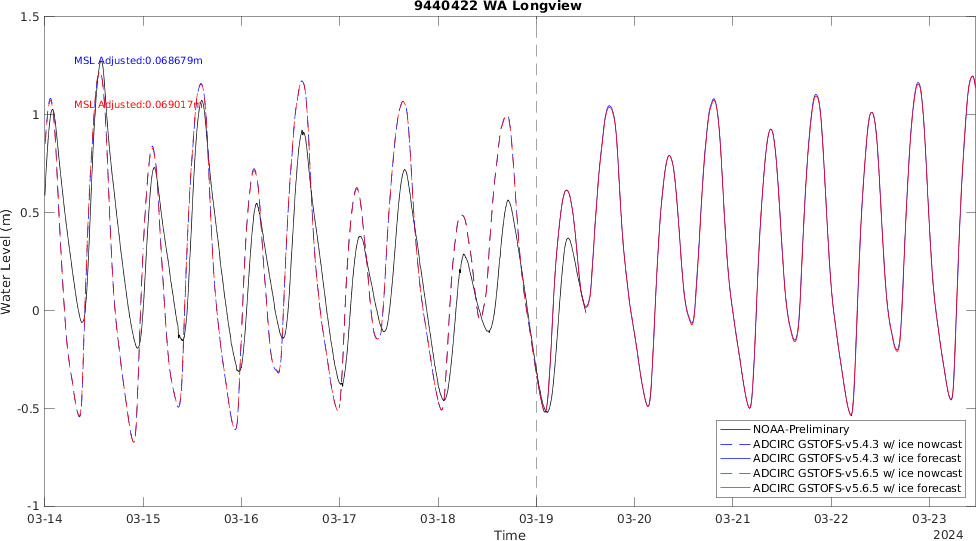 9440422 WA Longview
1.5
MSL Adjusted:0.068679m
MSL Adjusted:0.069017m
1
0.5
0
-0.5
-1
Water Level (m)
NOAA-Preliminary
ADCIRC GSTOFS-v5.4.3 w/ ice nowcast
ADCIRC GSTOFS-v5.4.3 w/ ice forecast
ADCIRC GSTOFS-v5.6.5 w/ ice nowcast
ADCIRC GSTOFS-v5.6.5 w/ ice forecast
03-14 03-15 03-16 03-17 03-18 03-19 03-20 03-21 03-22 03-23
Time
2024